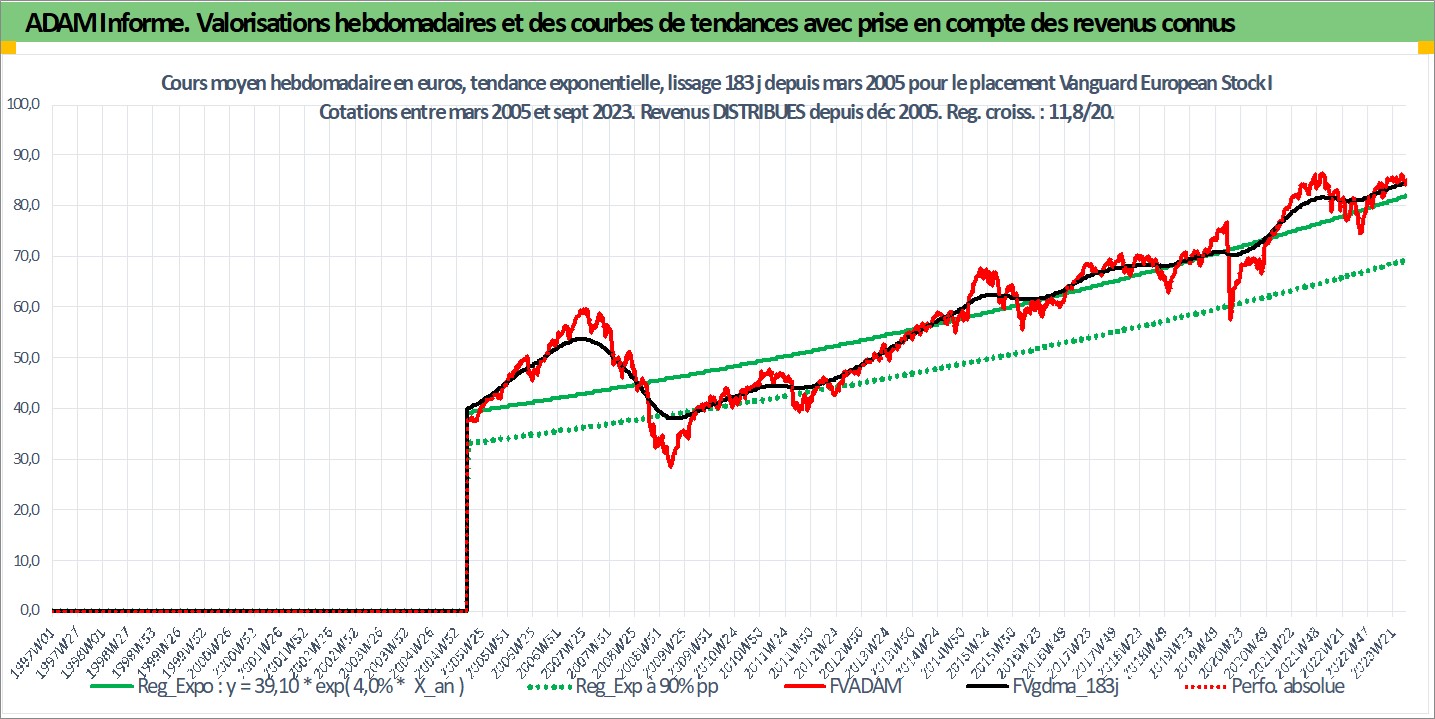 ADAM Informe. Valorisations hebdomadaires et des courbes de tendances avec prise en compte des revenus connus
Cours moyen hebdomadaire en euros, tendance exponentielle, lissage 183 j depuis mars 2005 pour le placement Vanguard European Stock I
Cotations entre mars 2005 et sept 2023. Revenus DISTRIBUES depuis déc 2005. Reg. croiss. : 11,8/20.
100,0
90,0
80,0
70,0
60,0
50,0
40,0
30,0
20,0
10,0
0,0
1997W01 1997W27 1998W01 1998W27 1998W53 1999W26 1999W52 2000W26 2000W52 2001W26 2001W52 2002W26 2002W52 2003W26 2003W52 2004W26 2004W52 2005W25 2005W51 2006W25 2006W51 2007W25 2007W51 2008W25 2008W51 2009W25 2009W51 2010W24 2010W50 2011W24 2011W50 2012W24 2012W50 2013W24 2013W50 2014W24 2014W50 2015W24 2015W50 2016W23 2016W49 2017W23 2017W49 2018W23 2018W49 2019W23 2019W49 2020W23 2020W49 2021W22 2021W48 2022W21 2022W47 2023W21
Reg_Expo : y = 39,10 * exp( 4,0% * X_an ) Reg_Exp à 90% pp FVADAM FVgdma_183j Perfo. absolue